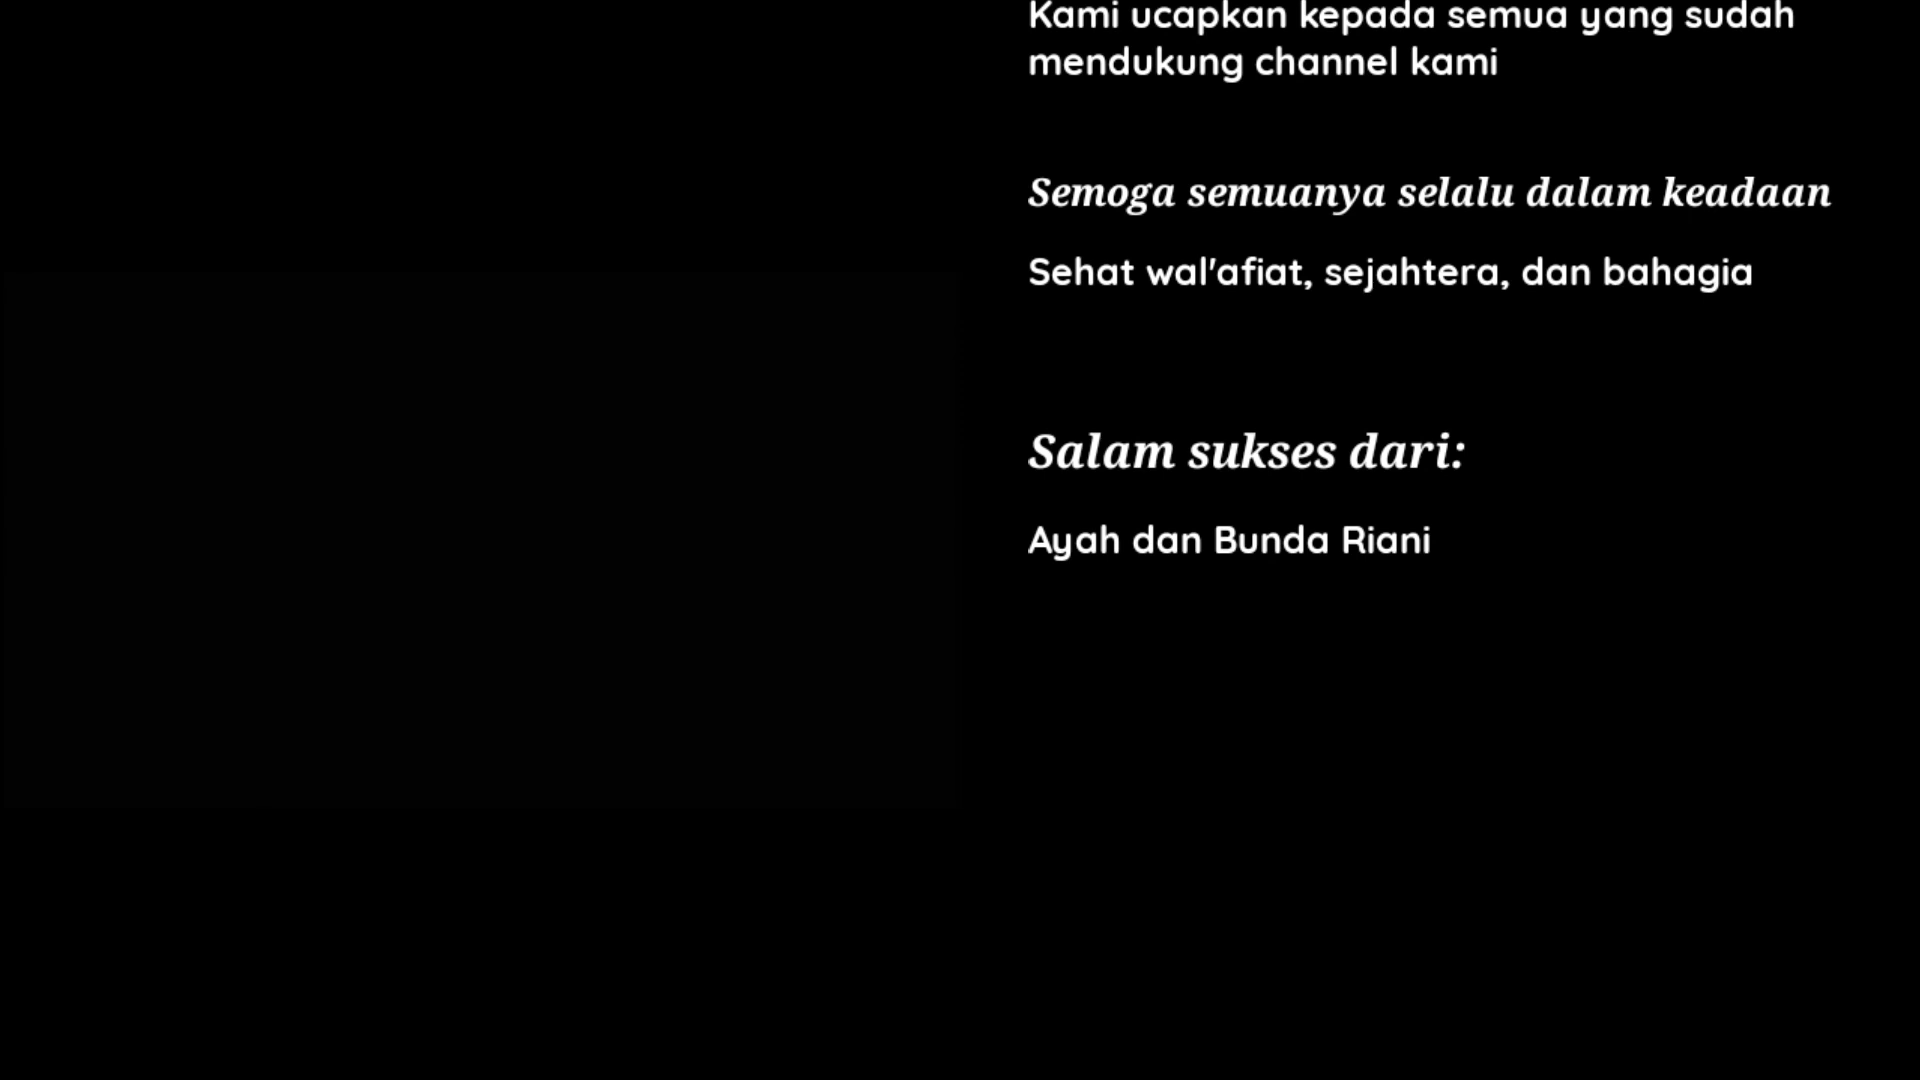 Kami ucapkan kepada semua yang sudah
mendukung channel kami
Semoga semuanya selalu dalam keadaan
Sehat wal'afiat, sejahtera, dan bahagia
Salam sukses dari:
Ayah dan Bunda Riani